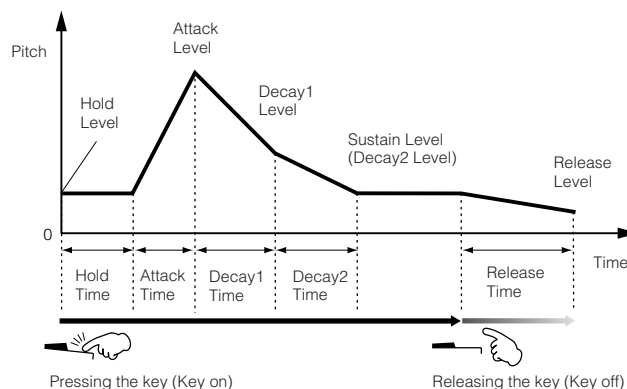 Attack
Level
Pitch
Decay1
Level
Hold
Level
Sustain Level
(Decay2 Level)
Release
Level
0
Time
Hold
Time
Attack
Time
Decay1
Time
Decay2
Time
Release
Time
Pressing the key (Key on)
Releasing the key (Key off)